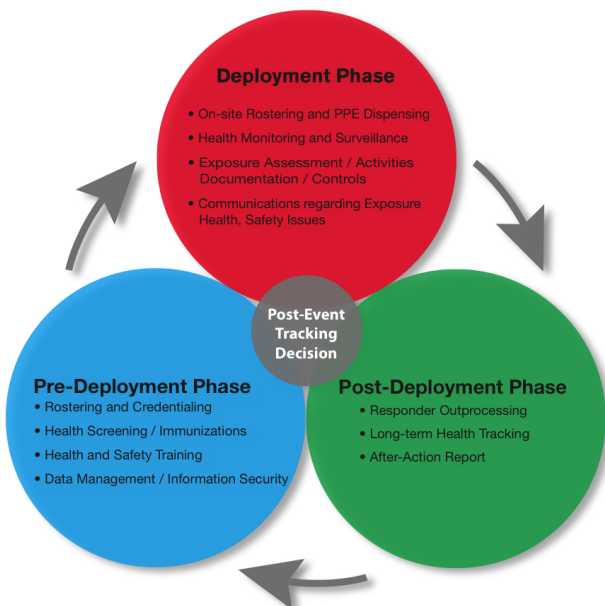 Deployment Phase
• On-site Rostering and PPE Dispensing
• Health Monitoring and Surveillance
• Exposure Assessment / Activities
Documentation / Controls
• Communications regarding Exposure
Health, Safety Issues
Post-Event
Tracking
Decision
Pre-Deployment Phase
• Rostering and Credentialing
• Health Screening / Immunizations
• Health and Safety Training
• Data Management / Information Security
Post-Deployment Phase
• Responder Outprocessing
• Long-term Health Tracking
• After-Action Report